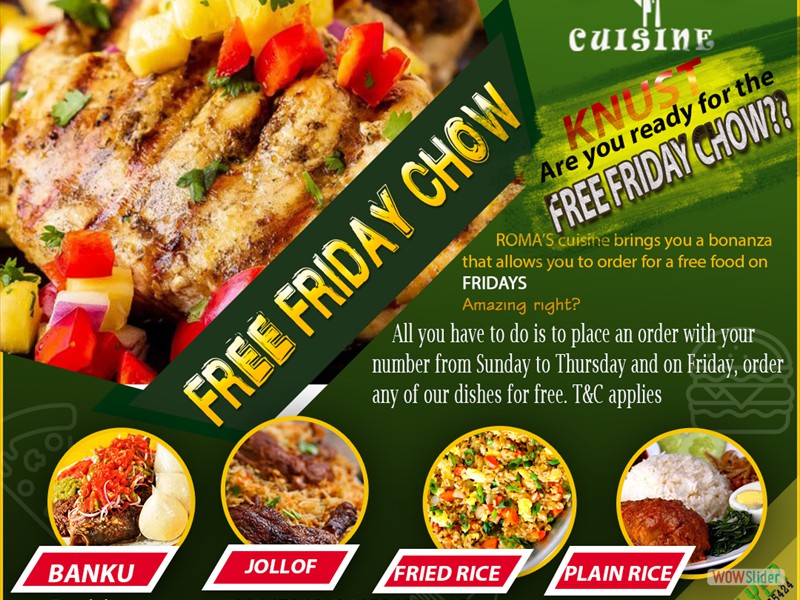 CUISINE
KNUST
Are you ready for the
FREE FRIDAY CHOW??
FREE FRIDAY CHOW
ROMA'S cuisine brings you a bonanza
that allows you to order for a free food on
FRIDAYS
Amazing right?
All you have to do is to place an order with your
number from Sunday to Thursday and on Friday, order
any of our dishes for free. T&C applies
BANKU
JOLLOF
FRIED RICE
PLAIN RICE
WOWSlider